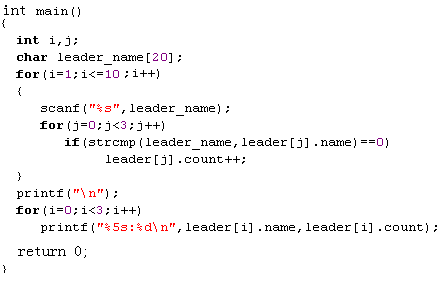 int main()
{
int i,j;
char leader_name[20];
for(i=1;i<=10;i++)
{
scanf("%s",leader_name);
for(j=0;j<3;j++)
if(strcmp(leader_name,leader[j].name)==0)
leader[j].count++;
}
printf("\n");
for(i=0;i<3;i++)
printf("%5s:%d\n",leader[i].name,leader[i].count);
return 0;
}